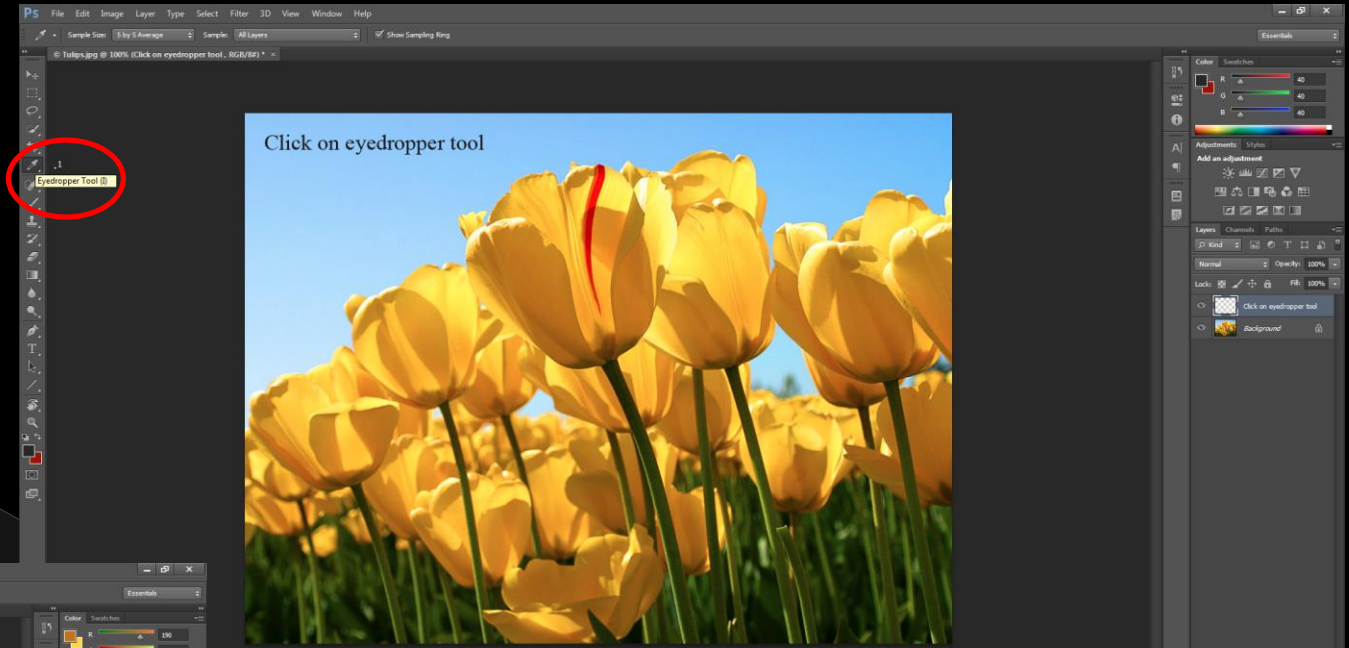 Ps File Edit Image Layer Type Select Filter 3D View Window Help
Sample Size: 5 by 5 Average Sample: All Layers Show Sampling Ring Essentials
© Tulips.jpg @ 100% (Click on eyedropper tool , RGB/8#) * ×
Color Swatches
R 40
G 40
B 40
Click on eyedropper tool
1
Eyedropper Tool (I)
Adjustments Styles
Add an adjustment
Layers Channels Paths
Kind
Normal Opacity: 100%
Lock: Fill: 100%
Click on eyedropper tool
Background
Essentials
Color Swatches
R 190